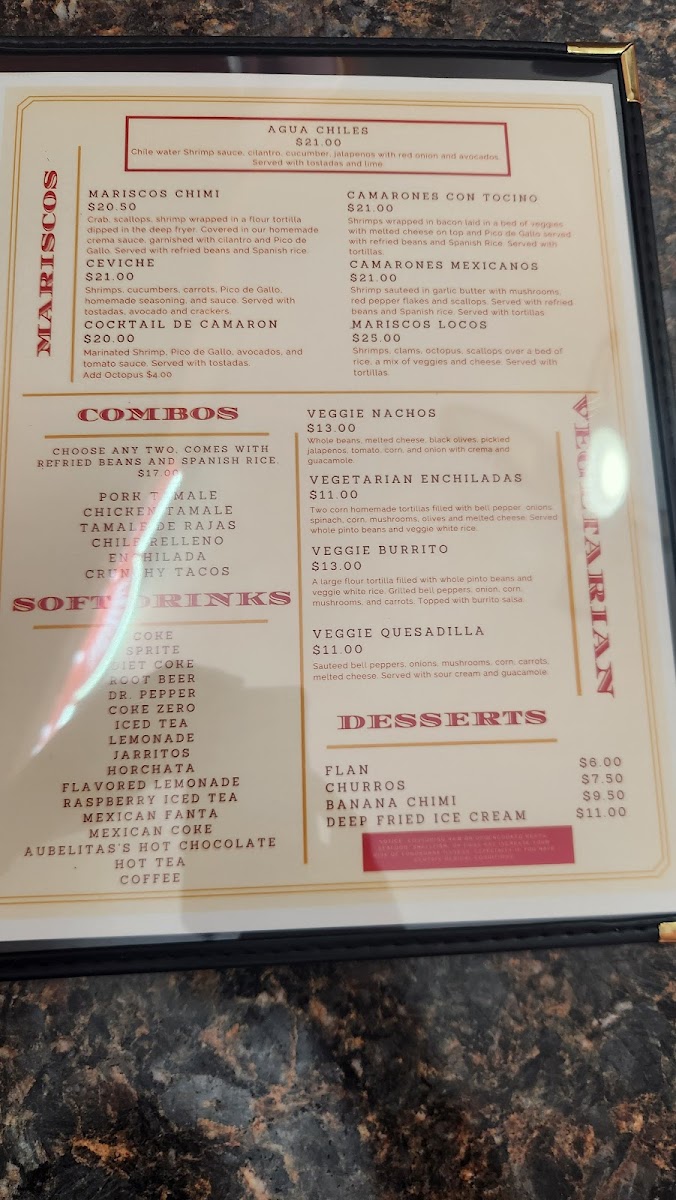 AGUA CHILES
$21.00
Chile water Shrimp sauce, cilantro, cucumber, jalapenos with red onion and avocados.
Served with tostadas and lime.
MARISCOS
MARISCOS CHIMI
$20.50
Crab, scallops, shrimp wrapped in a flour tortilla
dipped in the deep fryer. Covered in our homemade
crema sauce, garnished with cilantro and Pico de
Gallo. Served with refried beans and Spanish rice.
CEVICHE
$21.00
Shrimps, cucumbers, carrots, Pico de Gallo,
homemade seasoning, and sauce. Served with
tostadas, avocado and crackers.
COCKTAIL DE CAMARON
$20.00
Marinated Shrimp, Pico de Gallo, avocados, and
tomato sauce. Served with tostadas.
Add Octopus $4.00
CAMARONES CON TOCINO
$21.00
Shrimps wrapped in bacon laid in a bed of veggies
with melted cheese on top and Pico de Gallo served
with refried beans and Spanish Rice. Served with
tortillas.
CAMARONES MEXICANOS
$21.00
Shrimp sauteed in garlic butter with mushrooms,
red pepper flakes and scallops. Served with refried
beans and Spanish rice. Served with tortillas.
MARISCOS LOCOS
$25.00
Shrimps, clams, octopus, scallops over a bed of
rice, a mix of veggies and cheese. Served with
tortillas.
COMBOS
CHOOSE ANY TWO, COMES WITH
REFRIED BEANS AND SPANISH RICE.
$17.00
PORK TAMALE
CHICKEN TAMALE
TAMALE DE RAJAS
CHILE RELLENO
ENCHILADA
CRUNCHY TACOS
SOFT DRINKS
COKE
SPRITE
DIET COKE
ROOT BEER
DR. PEPPER
COKE ZERO
ICED TEA
LEMONADE
JARRITOS
HORCHATA
FLAVORED LEMONADE
RASPBERRY ICED TEA
MEXICAN FANTA
MEXICAN COKE
AUBELITAS'S HOT CHOCOLATE
HOT TEA
COFFEE
VEGETARIAN
VEGGIE NACHOS
$13.00
Whole beans, melted cheese, black olives, pickled
jalapenos, tomato, corn, and onion with crema and
guacamole.
VEGETARIAN ENCHILADAS
$11.00
Two corn homemade tortillas filled with bell pepper, onions,
spinach, corn, mushrooms, olives and melted cheese. Served
whole pinto beans and veggie white rice.
VEGGIE BURRITO
$13.00
A large flour tortilla filled with whole pinto beans and
veggie white rice. Grilled bell peppers, onion, corn,
mushrooms, and carrots. Topped with burrito salsa.
VEGGIE QUESADILLA
$11.00
Sauteed bell peppers, onions, mushrooms, corn, carrots,
melted cheese. Served with sour cream and guacamole.
DESSERTS
FLAN $6.00
CHURROS $7.50
BANANA CHIMI $9.50
DEEP FRIED ICE CREAM $11.00